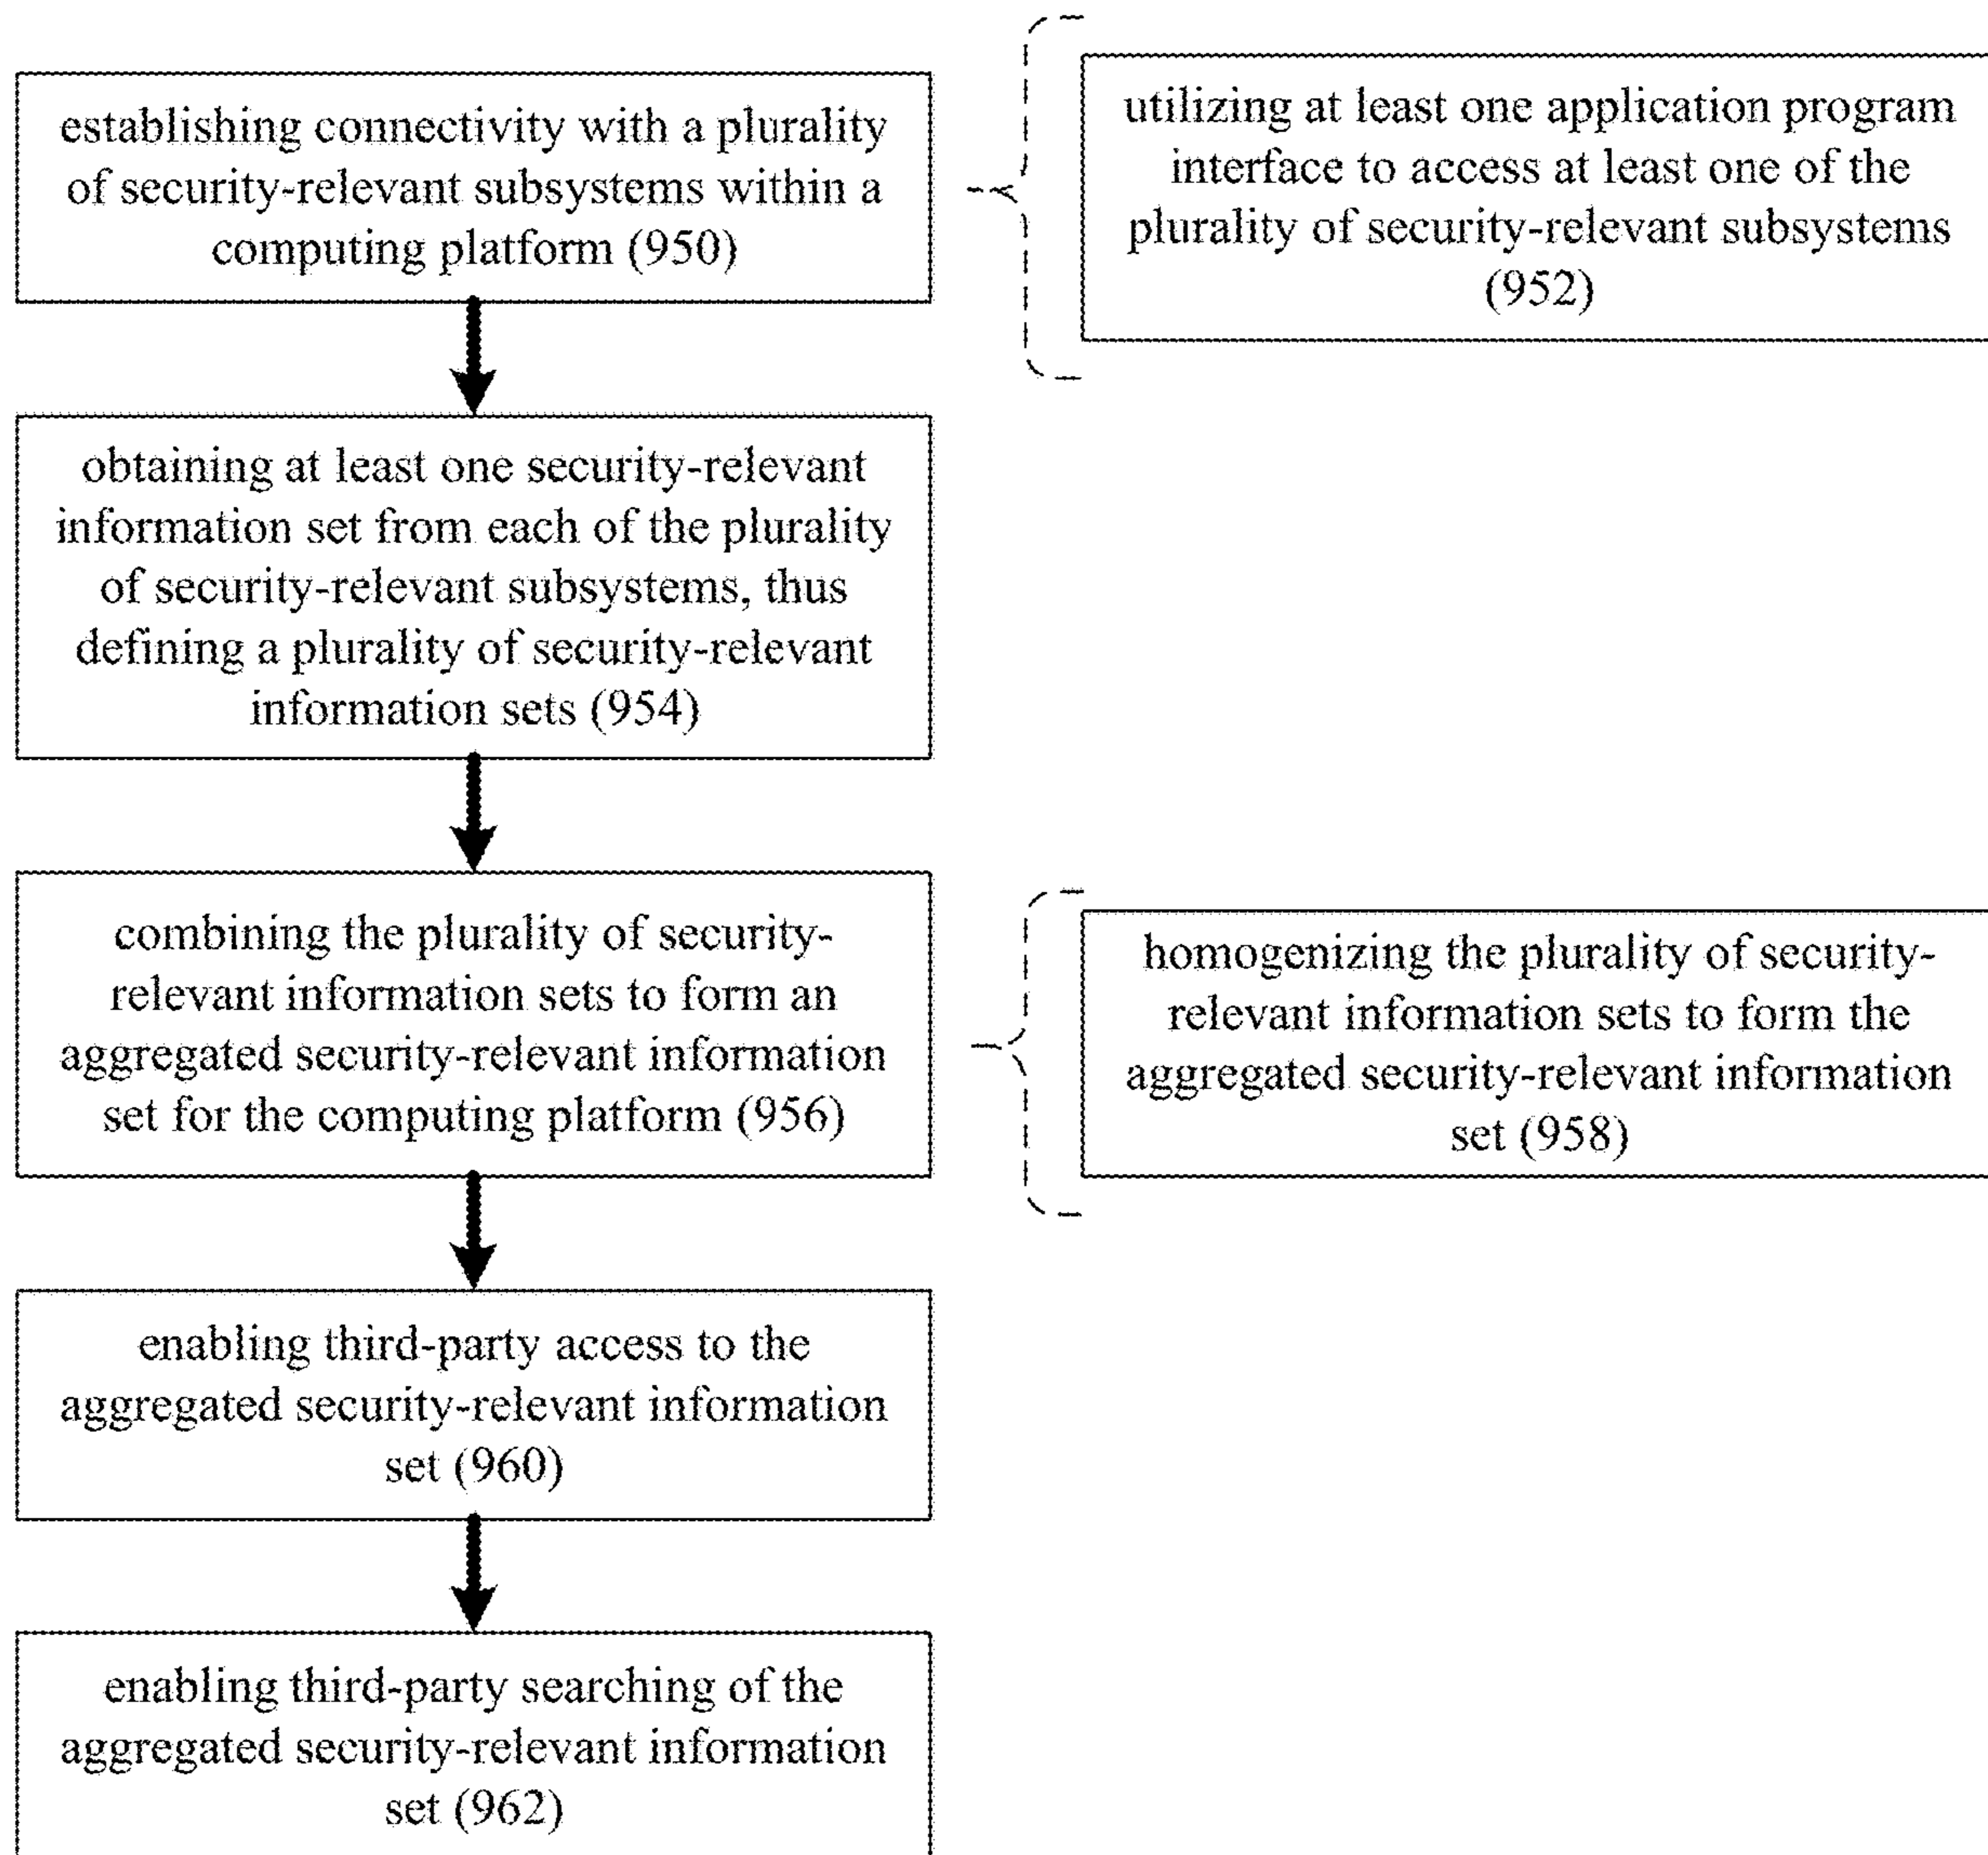 establishing connectivity with a plurality
of security-relevant subsystems within a
computing platform (950)
utilizing at least one application program
interface to access at least one of the
plurality of security-relevant subsystems
(952)
obtaining at least one security-relevant
information set from each of the plurality
of security-relevant subsystems, thus
defining a plurality of security-relevant
information sets (954)
combining the plurality of security-
relevant information sets to form an
aggregated security-relevant information
set for the computing platform (956)
homogenizing the plurality of security-
relevant information sets to form the
aggregated security-relevant information
set (958)
enabling third-party access to the
aggregated security-relevant information
set (960)
enabling third-party searching of the
aggregated security-relevant information
set (962)